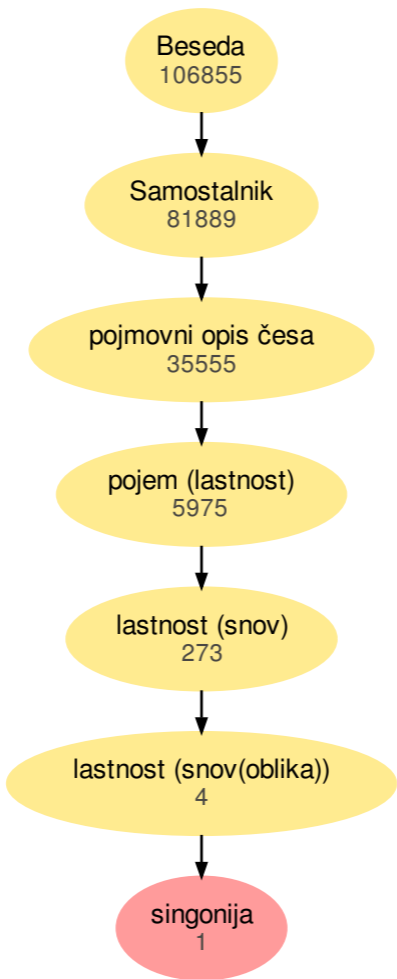 Beseda
106855
Samostalnik
81889
pojmovni opis česa
35555
pojem (lastnost)
5975
lastnost (snov)
273
lastnost (snov(oblika))
4
singonija
1